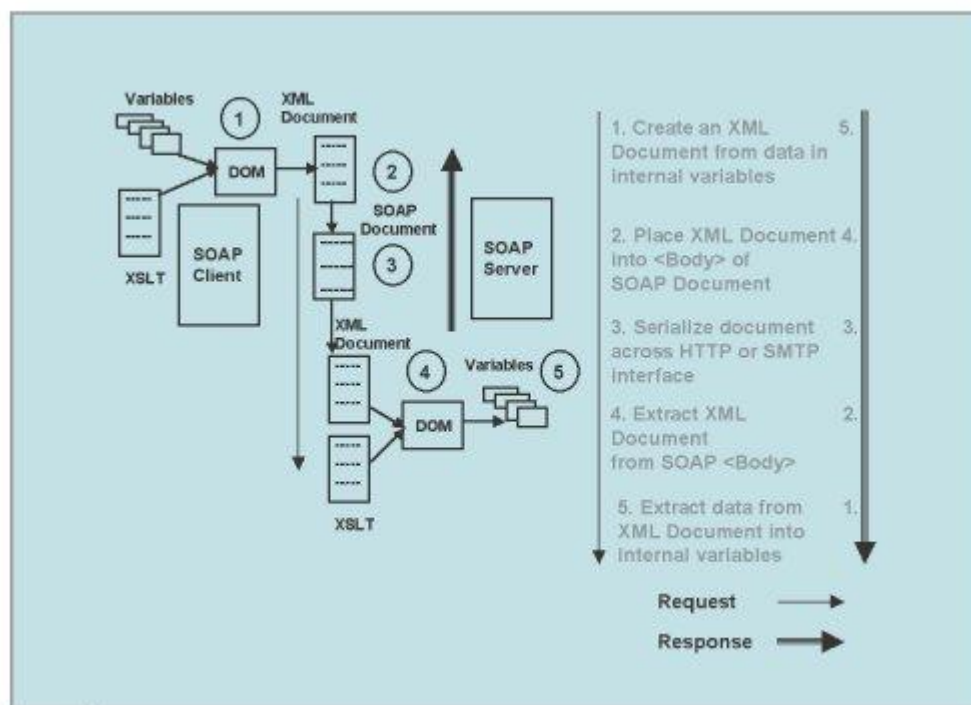 Variables
1
XML
Document
DOM
2
SOAP
Document
XSLT
SOAP
Client
3
SOAP
Server
XML
Document
4
Variables
5
DOM
XSLT
1. Create an XML 5.
Document from data in
internal variables
2. Place XML Document 4.
into <Body> of
SOAP Document
3. Serialize document 3.
across HTTP or SMTP
interface
4. Extract XML 2.
Document
from SOAP <Body>
5. Extract data from 1.
XML Document into
internal variables
Request
Response